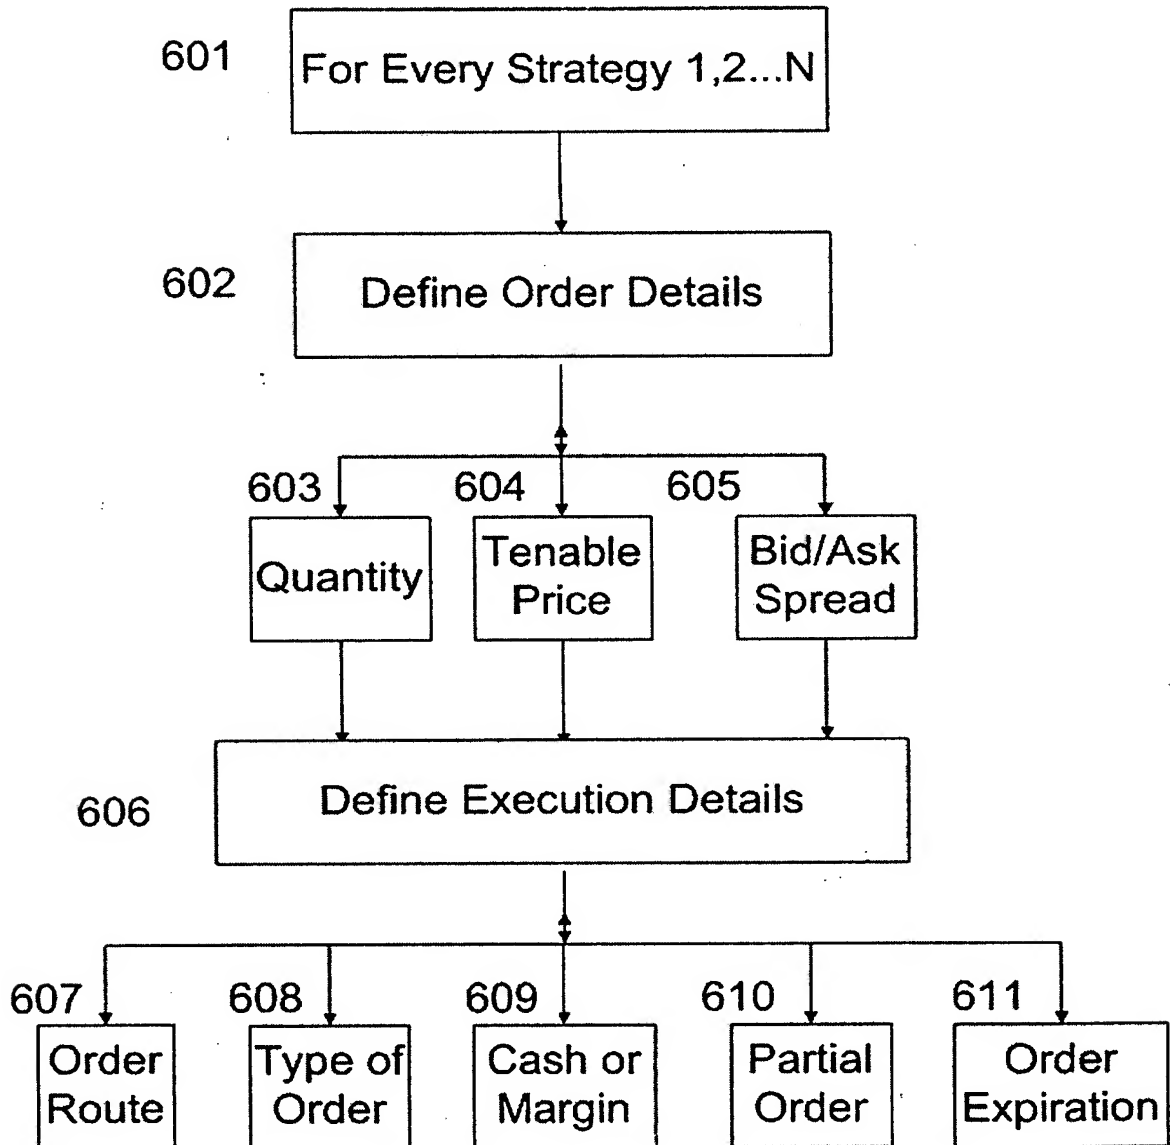 601
For Every Strategy 1,2...N
602
Define Order Details
603
604
605
Quantity
Tenable
Price
Bid/Ask
Spread
606
Define Execution Details
607
608
609
610
611
Order
Route
Type of
Order
Cash or
Margin
Partial
Order
Order
Expiration